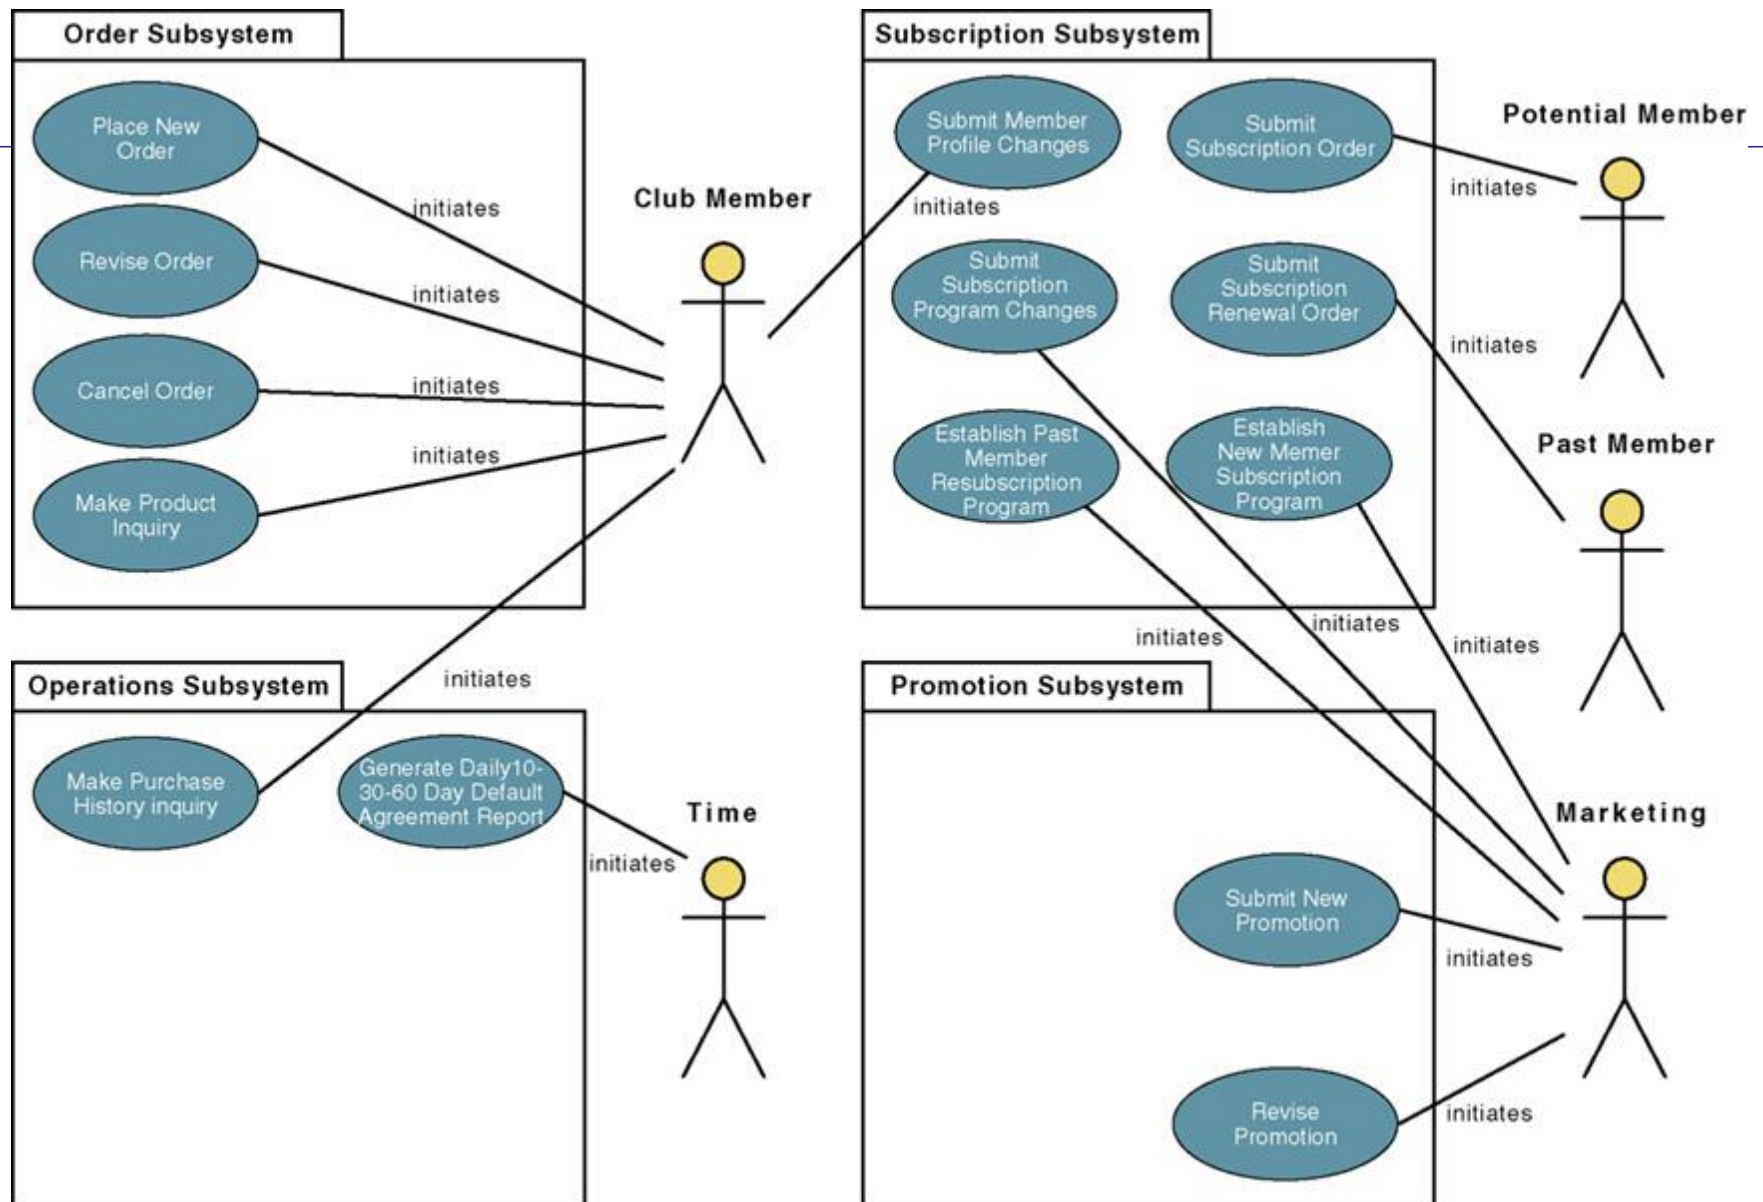 Order Subsystem
Place New
Order
Revise Order
Cancel Order
Make Product
Inquiry
initiates
initiates
initiates
initiates
Club Member
Subscription Subsystem
Submit Member
Profile Changes
Submit
Subscription Order
initiates
Submit
Subscription
Program Changes
Submit
Subscription
Renewal Order
Establish Past
Member
Resubscription
Program
Establish
New Memer
Subscription
Program
Potential Member
initiates
initiates
Past Member
initiates
initiates
initiates
initiates
Operations Subsystem
Make Purchase
History inquiry
Generate Daily10-
30-60 Day Default
Agreement Report
initiates
Time
Promotion Subsystem
Submit New
Promotion
Revise
Promotion
initiates
initiates
Marketing